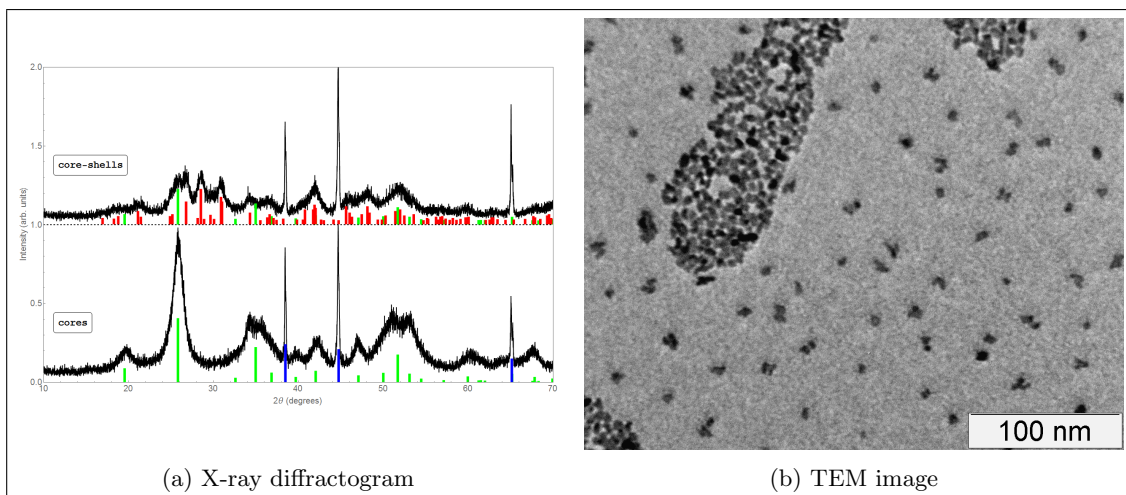 2.0
1.5
core-shells
1.0
Intensity (arb. units)
0.5
cores
0.0
10 20 30 40 50 60 70
2θ (degrees)
100 nm
(a) X-ray diffractogram
(b) TEM image